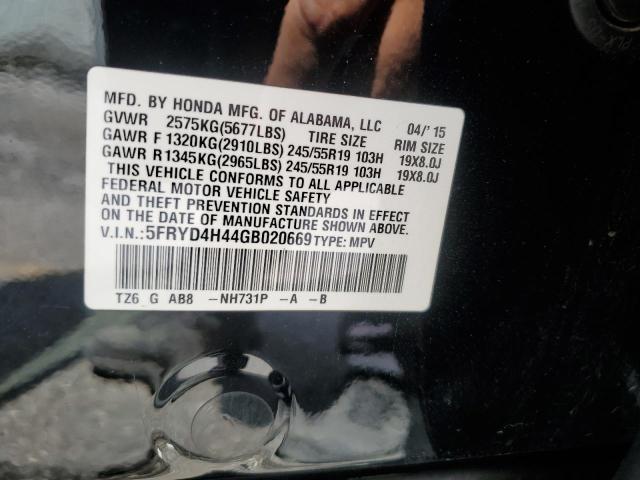 MFD. BY HONDA MFG. OF ALABAMA, LLC 04/'15
GVWR 2575KG(5677LBS) TIRE SIZE RIM SIZE
GAWR F 1320KG(2910LBS) 245/55R19 103H 19X8.0J
GAWR R 1345KG(2965LBS) 245/55R19 103H 19X8.0J
THIS VEHICLE CONFORMS TO ALL APPLICABLE
FEDERAL MOTOR VEHICLE SAFETY
AND THEFT PREVENTION STANDARDS IN EFFECT
ON THE DATE OF MANUFACTURE SHOWN ABOVE.
V.I.N.:5FRYD4H44GB020669 TYPE: MPV
TZ6 G AB8 -NH731P -A -B